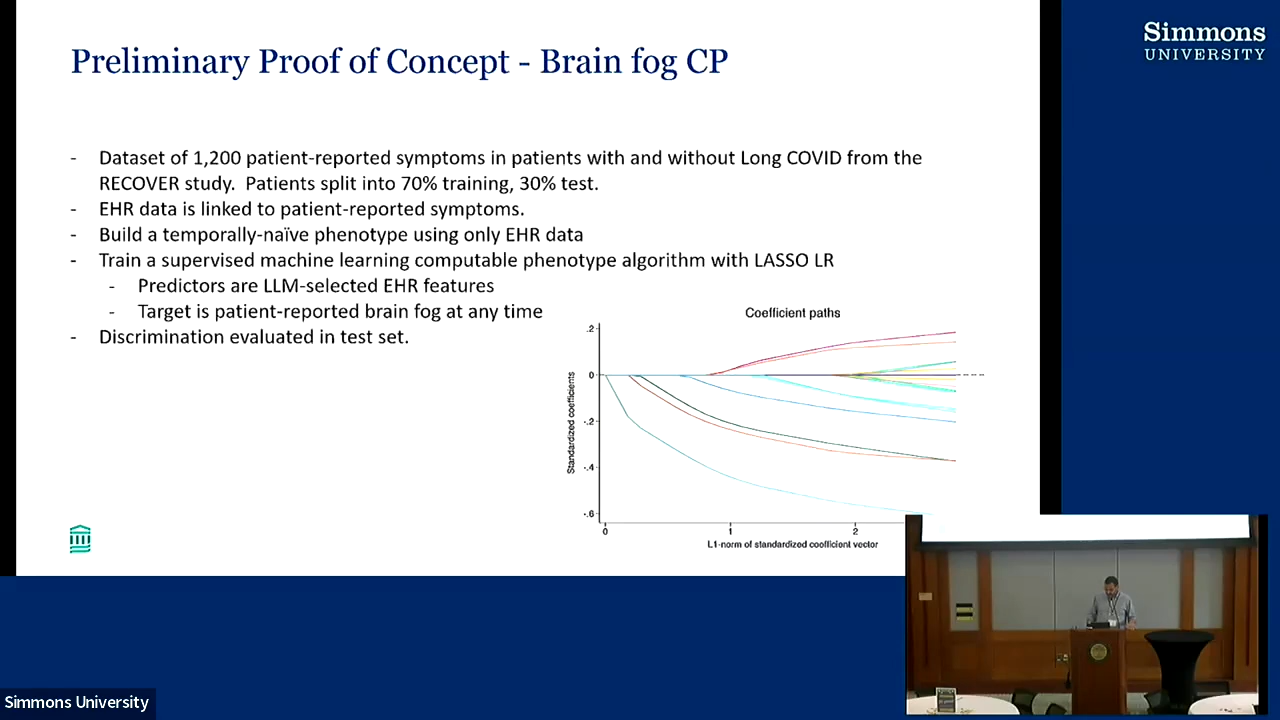 Preliminary Proof of Concept - Brain fog CP
Simmons
UNIVERSITY
- Dataset of 1,200 patient-reported symptoms in patients with and without Long COVID from the
RECOVER study. Patients split into 70% training, 30% test.
- EHR data is linked to patient-reported symptoms.
- Build a temporally-naïve phenotype using only EHR data
- Train a supervised machine learning computable phenotype algorithm with LASSO LR
- Predictors are LLM-selected EHR features
- Target is patient-reported brain fog at any time
- Discrimination evaluated in test set.
Coefficient paths
Standardized coefficients
.2
0
-.2
-.4
-.6
0 1 2
L1-norm of standardized coefficient vector
Simmons University